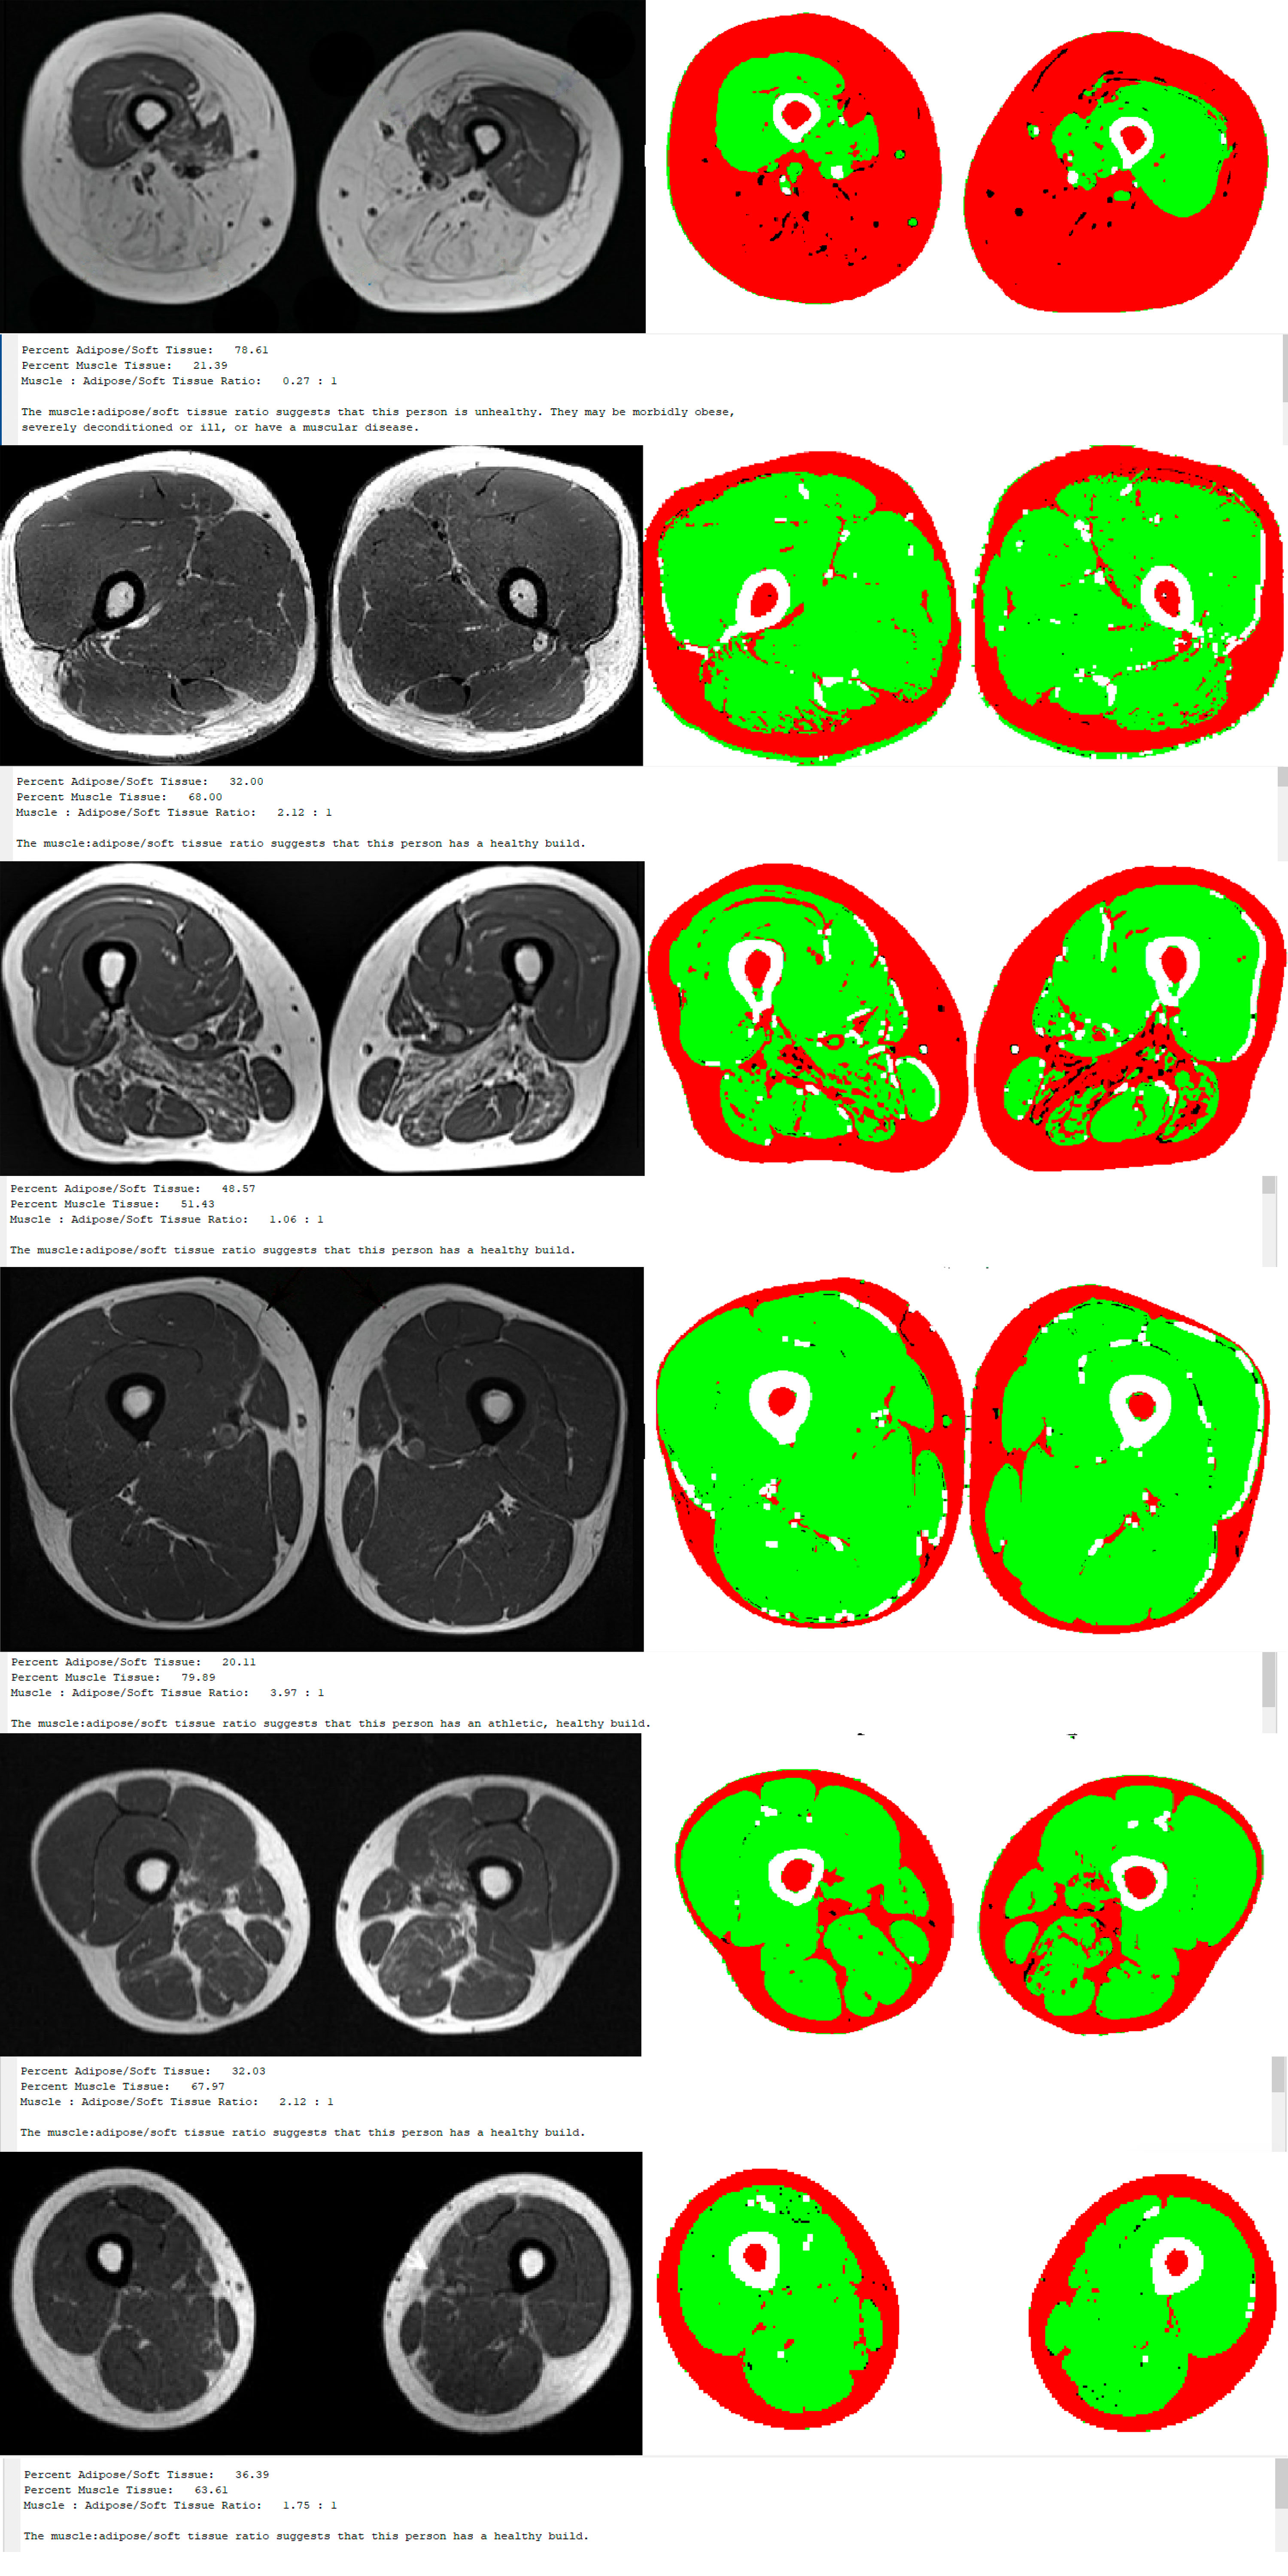 Percent Adipose/Soft Tissue:   78.61
Percent Muscle Tissue:   21.39
Muscle : Adipose/Soft Tissue Ratio:   0.27 : 1
The muscle:adipose/soft tissue ratio suggests that this person is unhealthy. They may be morbidly obese,
severely deconditioned or ill, or have a muscular disease.
Percent Adipose/Soft Tissue:   32.00
Percent Muscle Tissue:   68.00
Muscle : Adipose/Soft Tissue Ratio:   2.12 : 1
The muscle:adipose/soft tissue ratio suggests that this person has a healthy build.
Percent Adipose/Soft Tissue:   48.57
Percent Muscle Tissue:   51.43
Muscle : Adipose/Soft Tissue Ratio:   1.06 : 1
The muscle:adipose/soft tissue ratio suggests that this person has a healthy build.
Percent Adipose/Soft Tissue:   20.11
Percent Muscle Tissue:   79.89
Muscle : Adipose/Soft Tissue Ratio:   3.97 : 1
The muscle:adipose/soft tissue ratio suggests that this person has an athletic, healthy build.
Percent Adipose/Soft Tissue:   32.03
Percent Muscle Tissue:   67.97
Muscle : Adipose/Soft Tissue Ratio:   2.12 : 1
The muscle:adipose/soft tissue ratio suggests that this person has a healthy build.
Percent Adipose/Soft Tissue:   36.39
Percent Muscle Tissue:   63.61
Muscle : Adipose/Soft Tissue Ratio:   1.75 : 1
The muscle:adipose/soft tissue ratio suggests that this person has a healthy build.